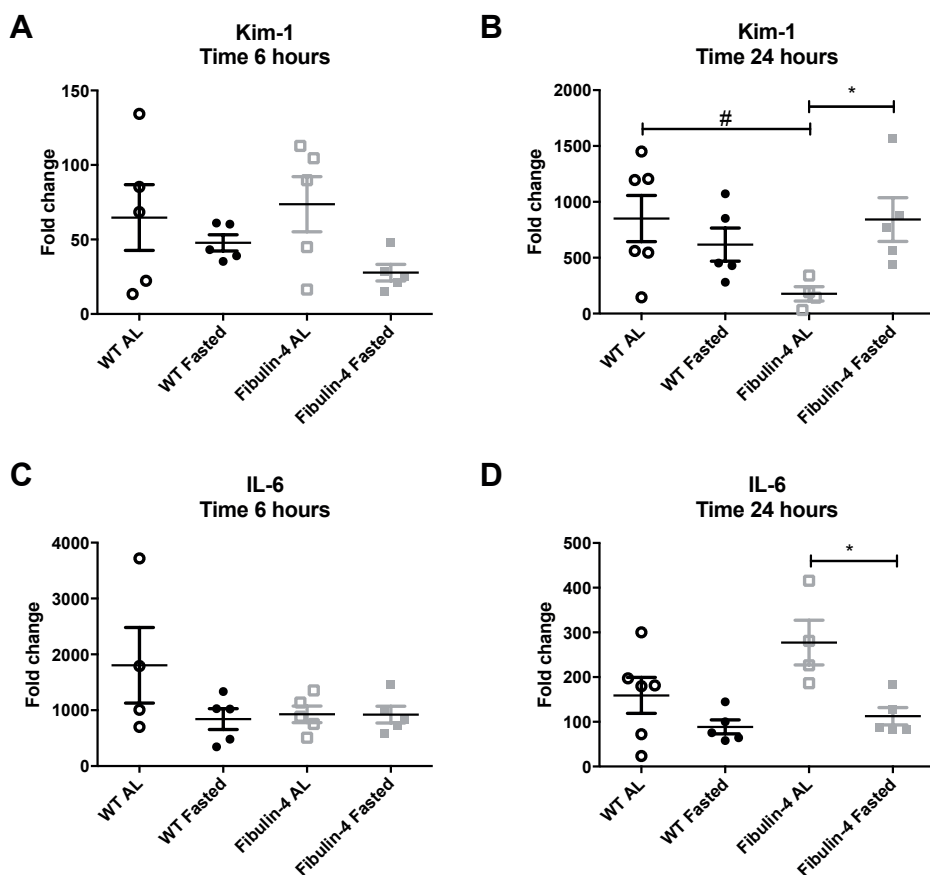 A
Kim-1
Time 6 hours
Fold change
150
100
50
0
WT AL
WT Fasted
Fibulin-4 AL
Fibulin-4 Fasted
B
Kim-1
Time 24 hours
Fold change
2000
1500
1000
500
0
#
*
WT AL
WT Fasted
Fibulin-4 AL
Fibulin-4 Fasted
C
IL-6
Time 6 hours
Fold change
4000
3000
2000
1000
0
WT AL
WT Fasted
Fibulin-4 AL
Fibulin-4 Fasted
D
IL-6
Time 24 hours
Fold change
500
400
300
200
100
0
*
WT AL
WT Fasted
Fibulin-4 AL
Fibulin-4 Fasted